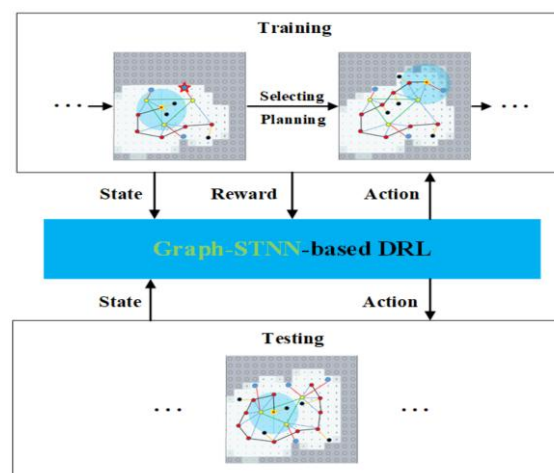 Training
· · ·
Selecting
Planning
· · ·
State
Reward
Action
Graph-STNN-based DRL
State
Action
Testing
· · ·
· · ·